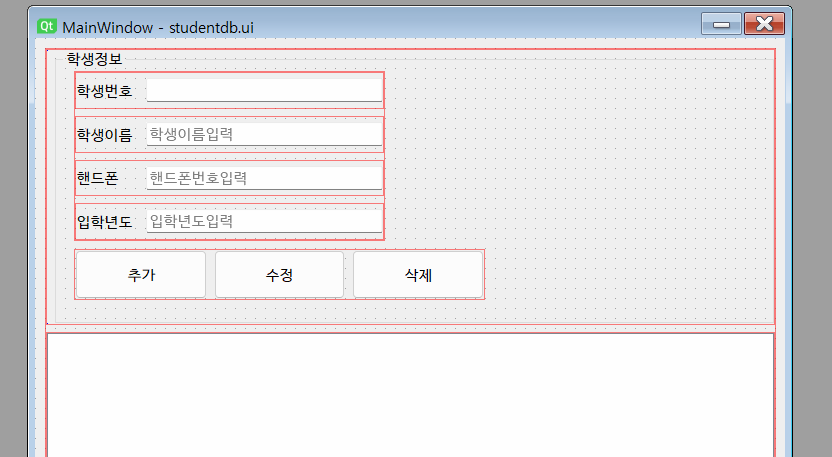 Qt MainWindow - studentdb.ui
학생정보
학생번호
학생이름 학생이름입력
핸드폰 핸드폰번호입력
입학년도 입학년도입력
추가 수정 삭제